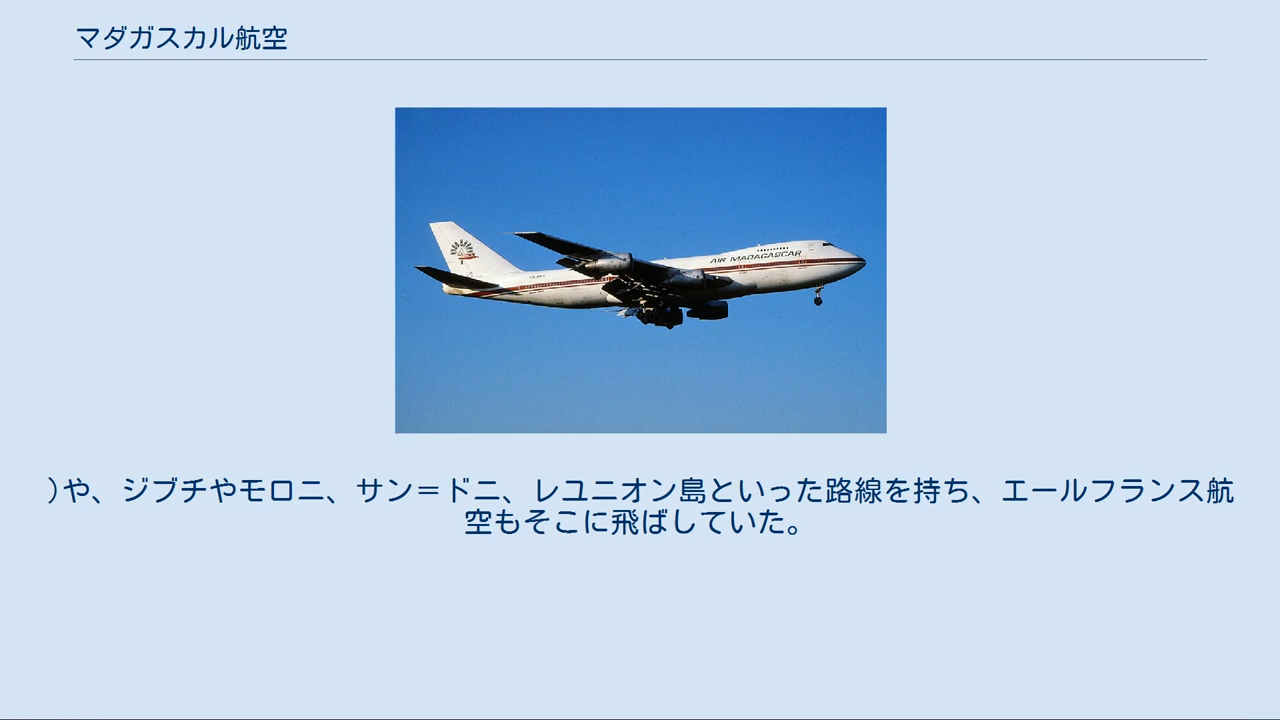 マダガスカル航空
AIR MADAGASCAR
)や、ジブチやモロニ、サン=ドニ、レユニオン島といった路線を持ち、エールフランス航
空もそこに飛ばしていた。